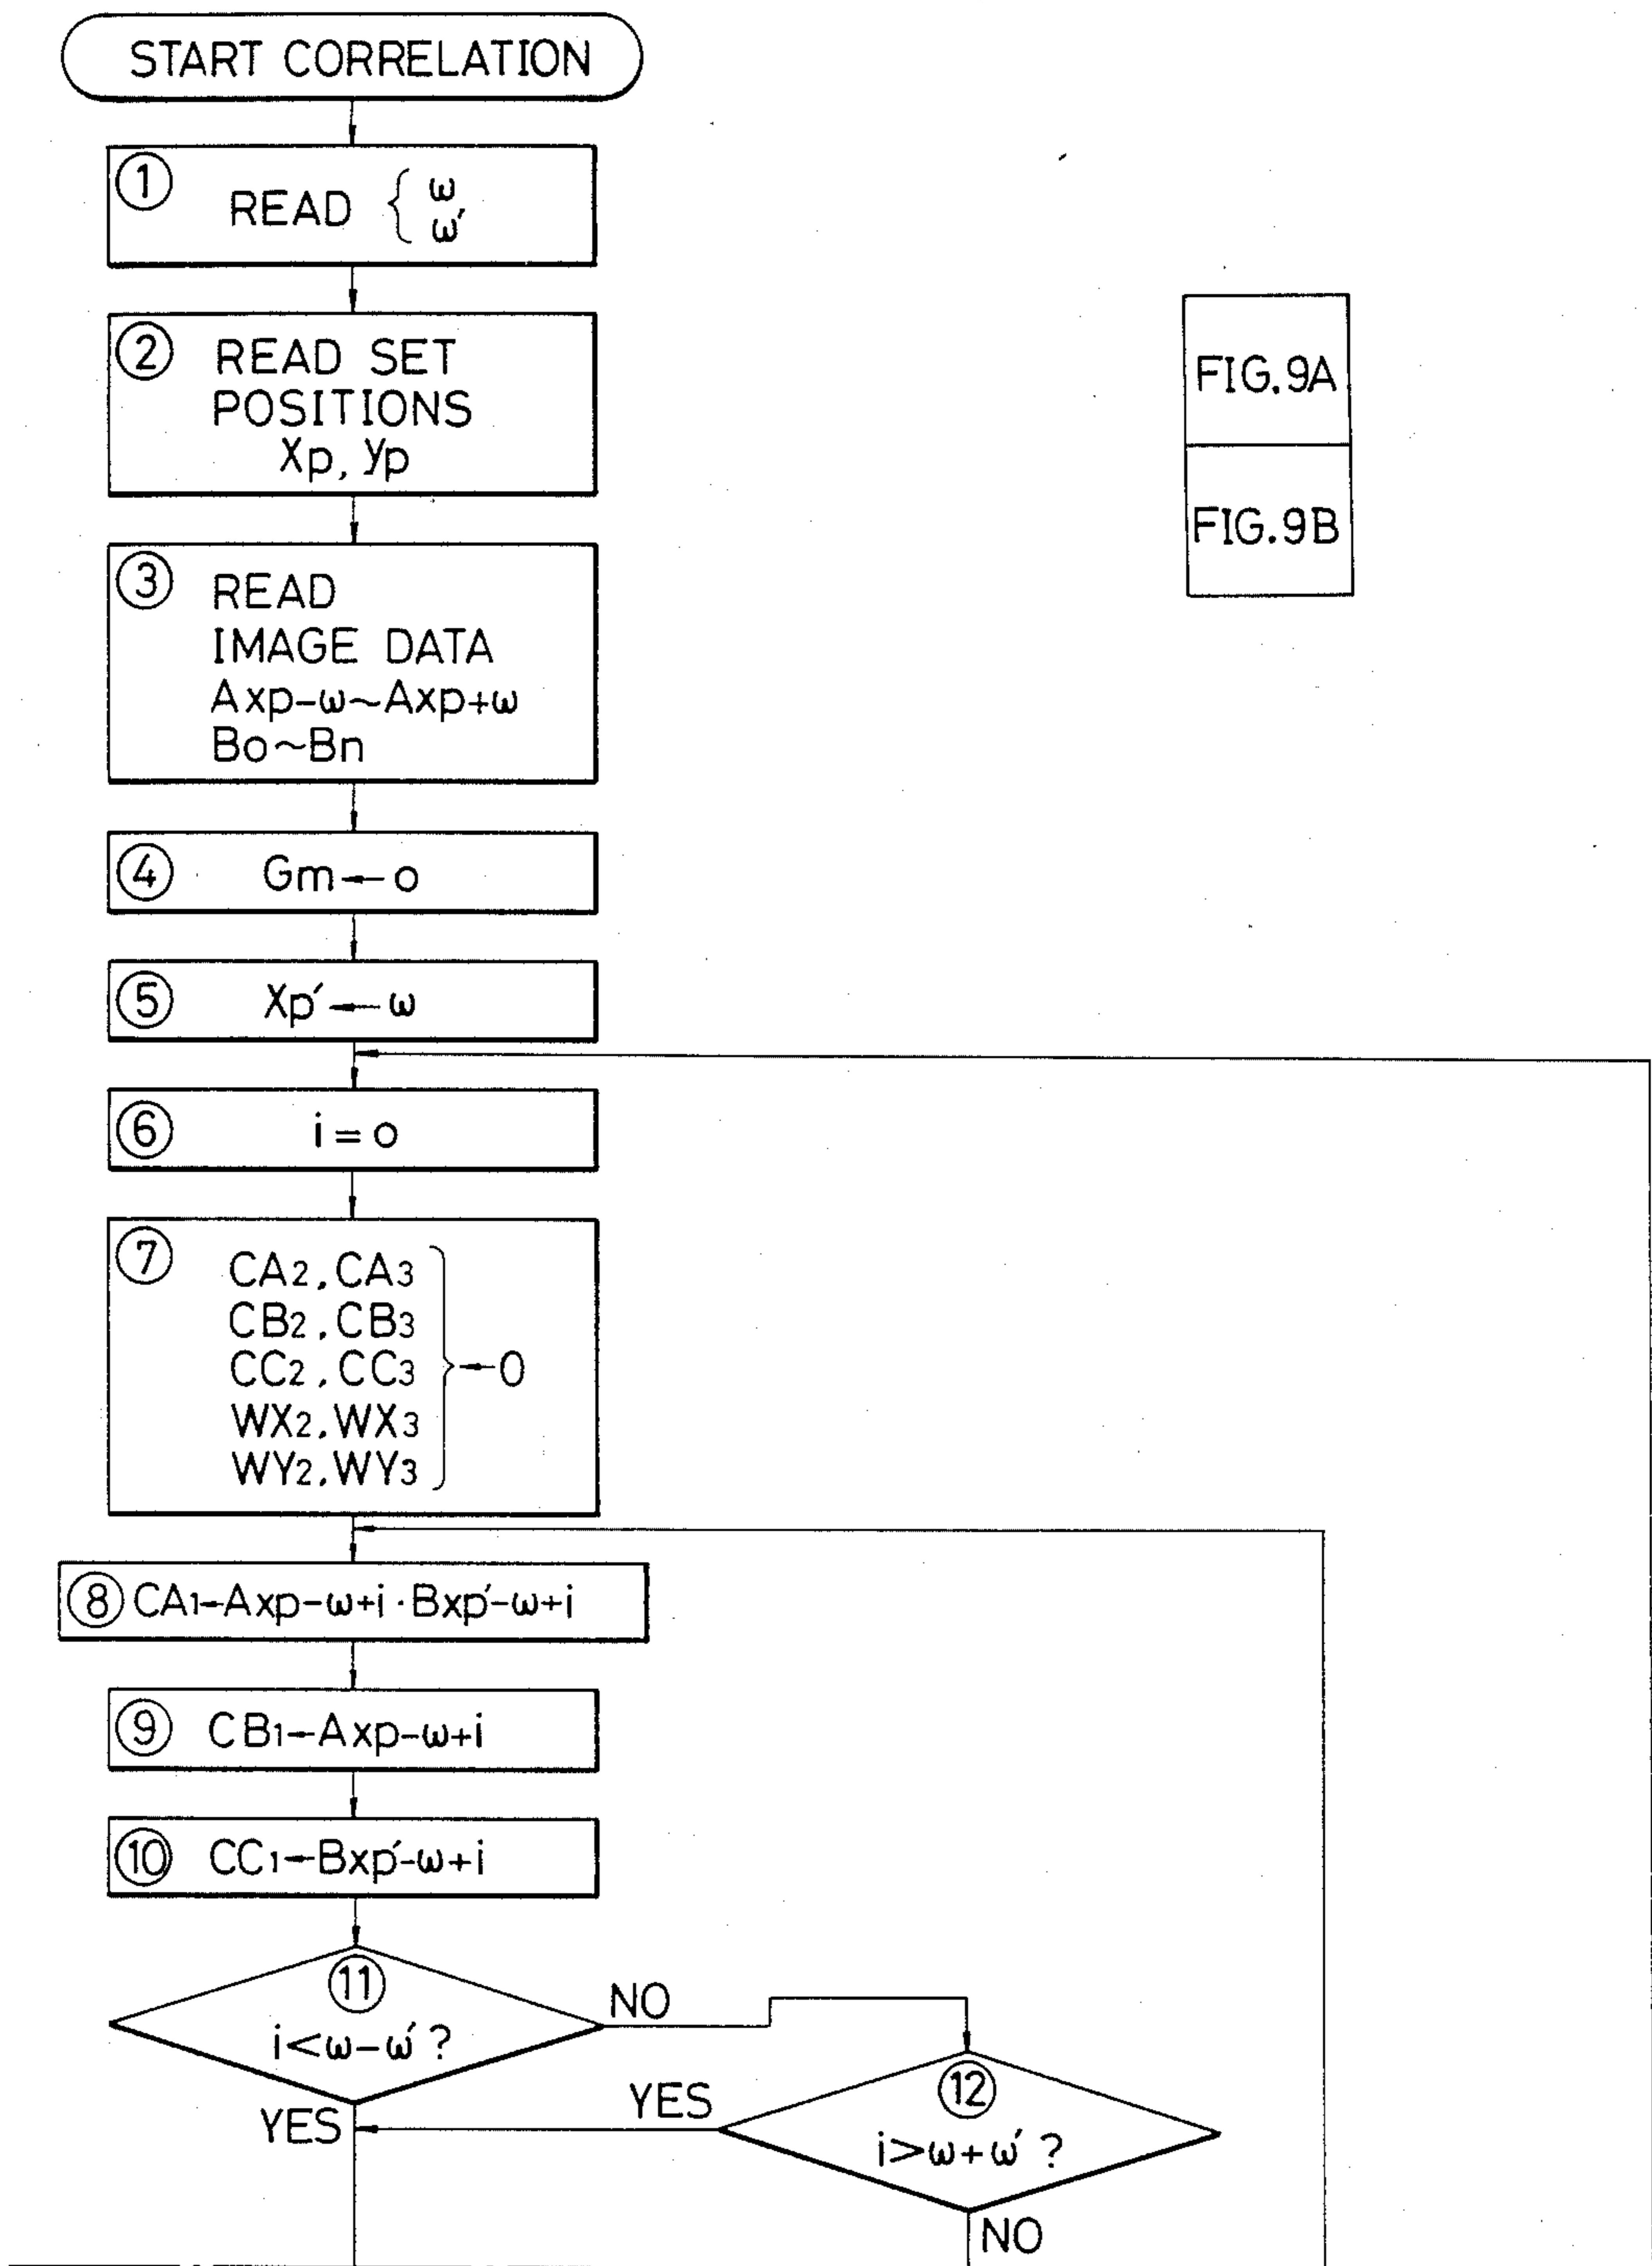 START CORRELATION
① READ { ω
ω′
② READ SET
POSITIONS
Xp, Yp
③ READ
IMAGE DATA
Axp-ω~Axp+ω
Bo~Bn
④ Gm←o
⑤ Xp′←ω
⑥ i=o
⑦ CA2, CA3
CB2, CB3
CC2, CC3 }←0
WX2, WX3
WY2, WY3
⑧ CA1←Axp-ω+i·Bxp′-ω+i
⑨ CB1←Axp-ω+i
⑩ CC1←Bxp′-ω+i
⑪ NO
i<ω-ω′?
YES
⑫ YES
i>ω+ω′?
NO
FIG.9A
FIG.9B